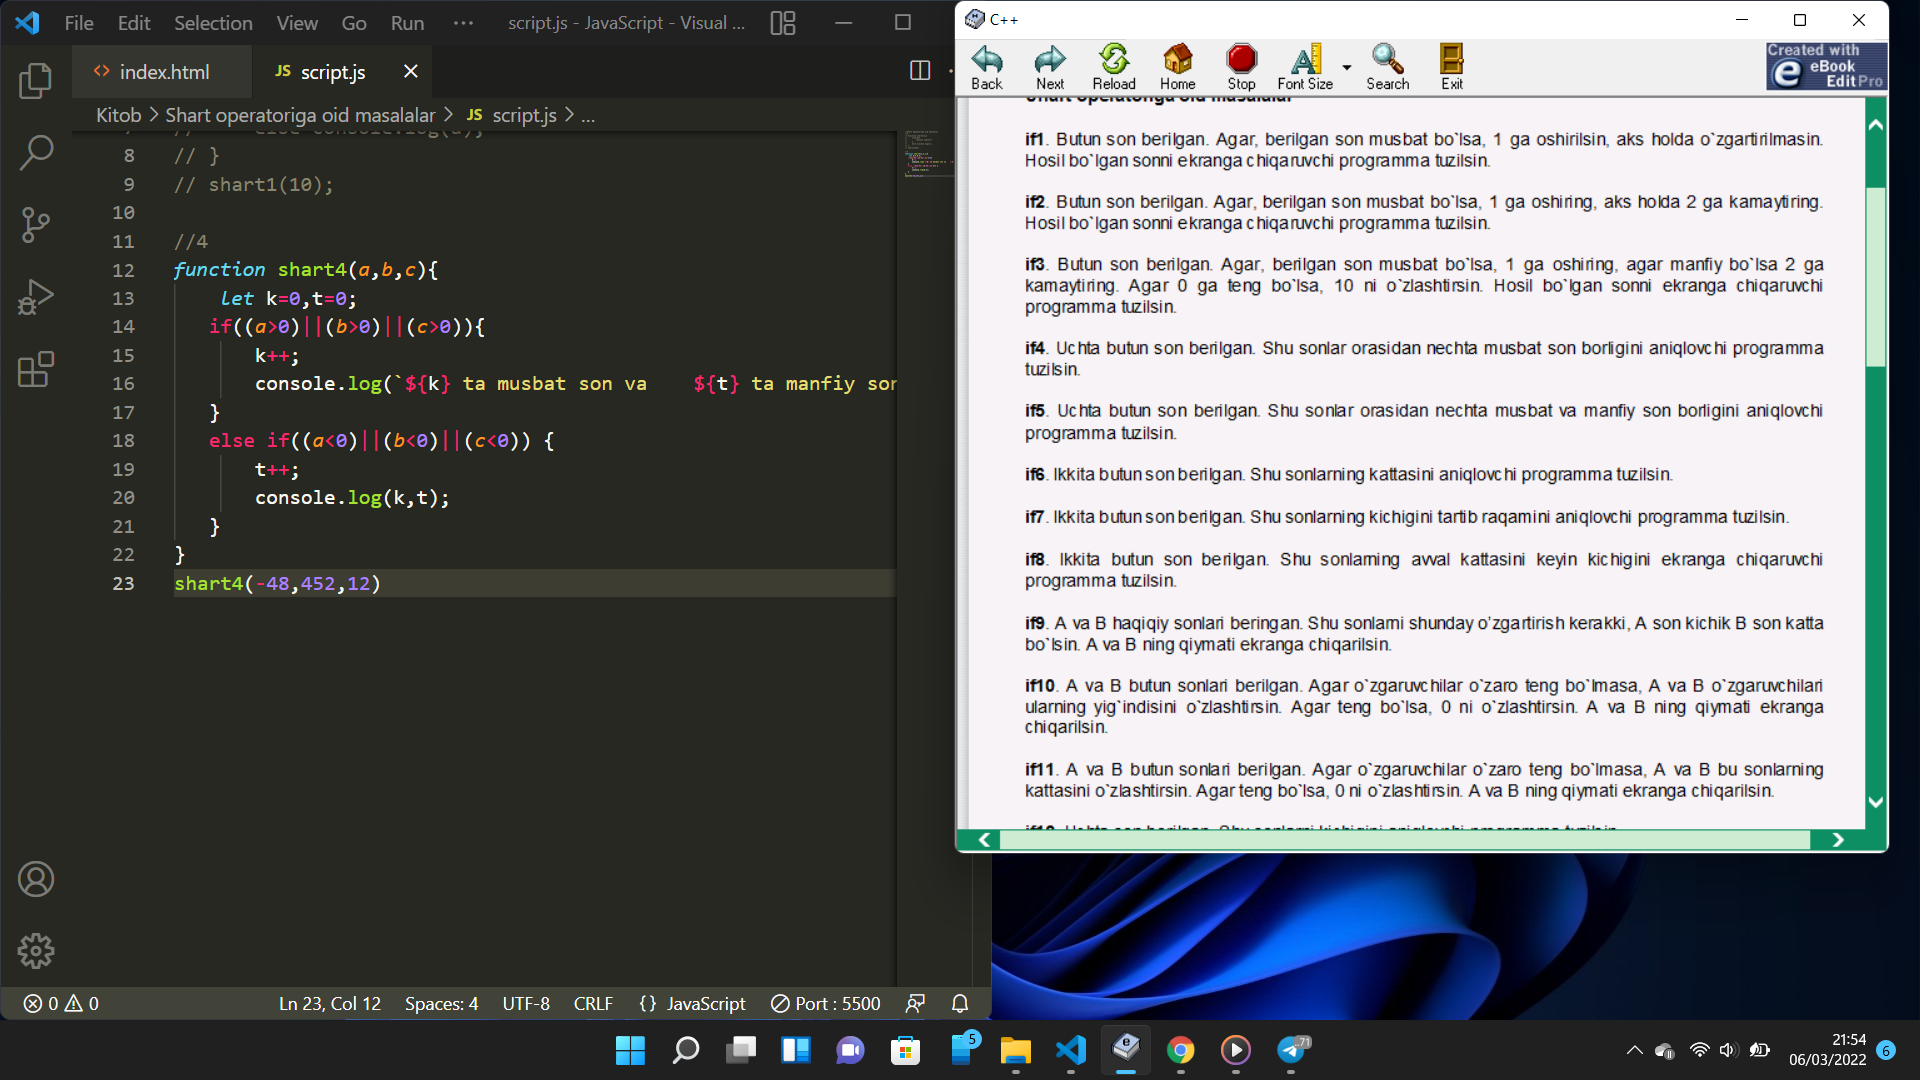 File Edit Selection View Go Run ··· script.js - JavaScript - Visual ...
index.html JS script.js
Kitob > Shart operatoriga oid masalalar > JS script.js > ...
8 // }
9 // shart1(10);
10
11 //4
12 function shart4(a,b,c){
13 let k=0,t=0;
14 if((a>0)||(b>0)||(c>0)){
15 k++;
16 console.log(`${k} ta musbat son va ${t} ta manfiy son
17 }
18 else if((a<0)||(b<0)||(c<0)) {
19 t++;
20 console.log(k,t);
21 }
22 }
23 shart4(-48,452,12)
0 0 Ln 23, Col 12 Spaces: 4 UTF-8 CRLF {} JavaScript Port : 5500
C++
Back Next Reload Home Stop Font Size Search Exit
Created with
eBook
EditPro
Shart operatoriga oid masalalar
if1. Butun son berilgan. Agar, berilgan son musbat bo`lsa, 1 ga oshirilsin, aks holda o`zgartirilmasin.
Hosil bo`lgan sonni ekranga chiqaruvchi programma tuzilsin.
if2. Butun son berilgan. Agar, berilgan son musbat bo`lsa, 1 ga oshiring, aks holda 2 ga kamaytiring.
Hosil bo`lgan sonni ekranga chiqaruvchi programma tuzilsin.
if3. Butun son berilgan. Agar, berilgan son musbat bo`lsa, 1 ga oshiring, agar manfiy bo`lsa 2 ga
kamaytiring. Agar 0 ga teng bo`lsa, 10 ni o`zlashtirsin. Hosil bo`lgan sonni ekranga chiqaruvchi
programma tuzilsin.
if4. Uchta butun son berilgan. Shu sonlar orasidan nechta musbat son borligini aniqlovchi programma
tuzilsin.
if5. Uchta butun son berilgan. Shu sonlar orasidan nechta musbat va manfiy son borligini aniqlovchi
programma tuzilsin.
if6. Ikkita butun son berilgan. Shu sonlarning kattasini aniqlovchi programma tuzilsin.
if7. Ikkita butun son berilgan. Shu sonlarning kichigini tartib raqamini aniqlovchi programma tuzilsin.
if8. Ikkita butun son berilgan. Shu sonlarning avval kattasini keyin kichigini ekranga chiqaruvchi
programma tuzilsin.
if9. A va B haqiqiy sonlari beringan. Shu sonlarni shunday o'zgartirish kerakki, A son kichik B son katta
bo`lsin. A va B ning qiymati ekranga chiqarilsin.
if10. A va B butun sonlari berilgan. Agar o`zgaruvchilar o`zaro teng bo`lmasa, A va B o`zgaruvchilari
ularning yig`indisini o`zlashtirsin. Agar teng bo`lsa, 0 ni o`zlashtirsin. A va B ning qiymati ekranga
chiqarilsin.
if11. A va B butun sonlari berilgan. Agar o`zgaruvchilar o`zaro teng bo`lmasa, A va B bu sonlarning
kattasini o`zlashtirsin. Agar teng bo`lsa, 0 ni o`zlashtirsin. A va B ning qiymati ekranga chiqarilsin.
5 71 21:54
06/03/2022 6